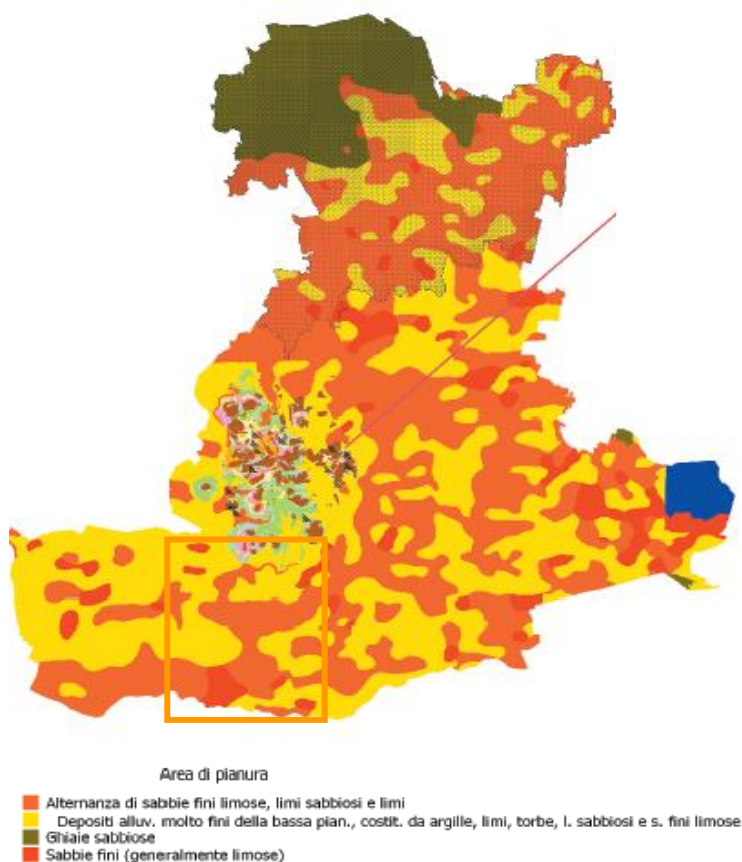 Area di pianura
Alternanza di sabbie fini limose, limi sabbiosi e limi
Depositi alluv. molto fini della bassa pian., costit. da argille, limi, torbe, l. sabbiosi e s. fini limose
Ghiaie sabbiose
Sabbie fini (generalmente limose)